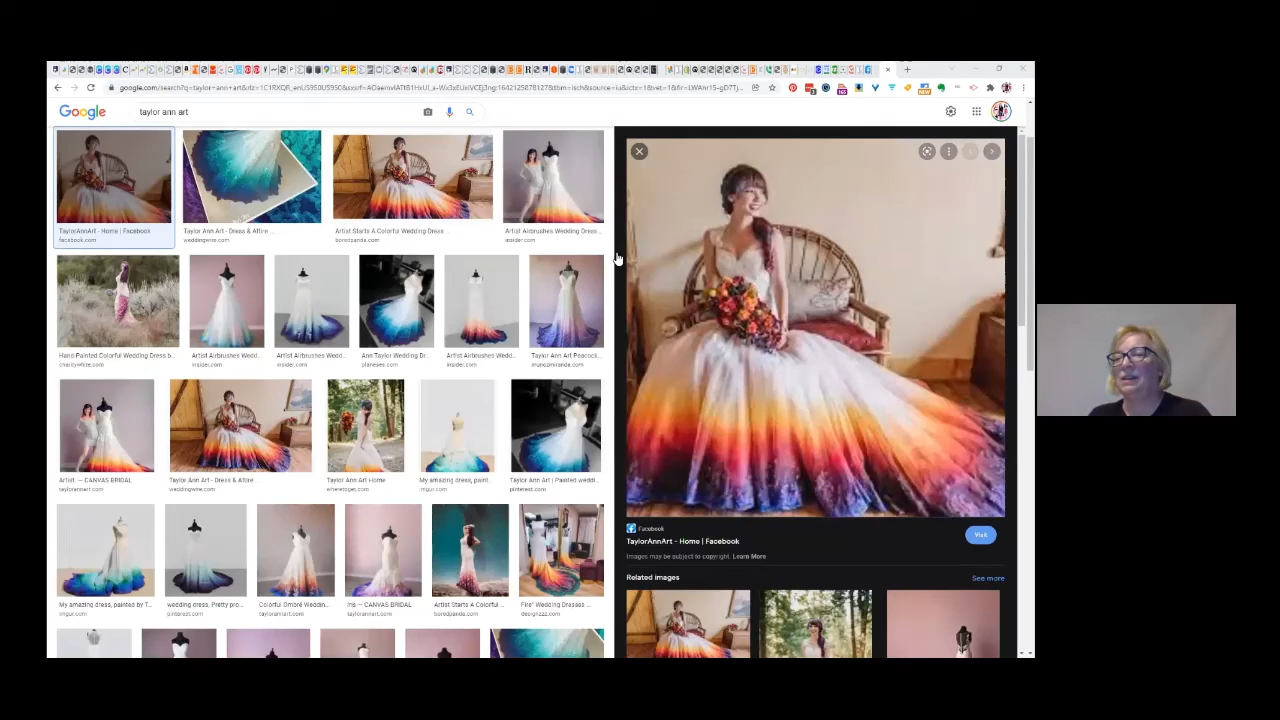 Google
taylor ann art
TaylorAnnArt - Home | Facebook
facebook.com
Taylor Ann Art - Dress & Attire ...
weddingwire.com
Artist Starts A Colorful Wedding Dress ...
boredpanda.com
Artist Airbrushes Wedding Dress...
insider.com
Hand Painted Colorful Wedding Dress b...
charitywhite.com
Artist Airbrushes Wedd...
insider.com
Artist Airbrushes Wedd...
insider.com
Ann Taylor Wedding Dr...
Artist Airbrushes Wedd...
insider.com
Taylor Ann Art Peacock...
Artist — CANVAS BRIDAL
taylorannart.com
Taylor Ann Art - Dress & Attire ...
weddingwire.com
Taylor Ann Art Home
wheretoget.com
My amazing dress, paint...
imgur.com
Taylor Ann Art | Painted weddi...
pinterest.com
My amazing dress, painted by T...
imgur.com
wedding dress, Pretty pro...
pinterest.com
Colorful Ombré Weddin...
taylorannart.com
Iris — CANVAS BRIDAL
taylorannart.com
Artist Starts A Colorful ...
boredpanda.com
Fire" Wedding Dresses ...
designzzz.com
Facebook
TaylorAnnArt - Home | Facebook
Visit
Images may be subject to copyright. Learn More
Related images
See more